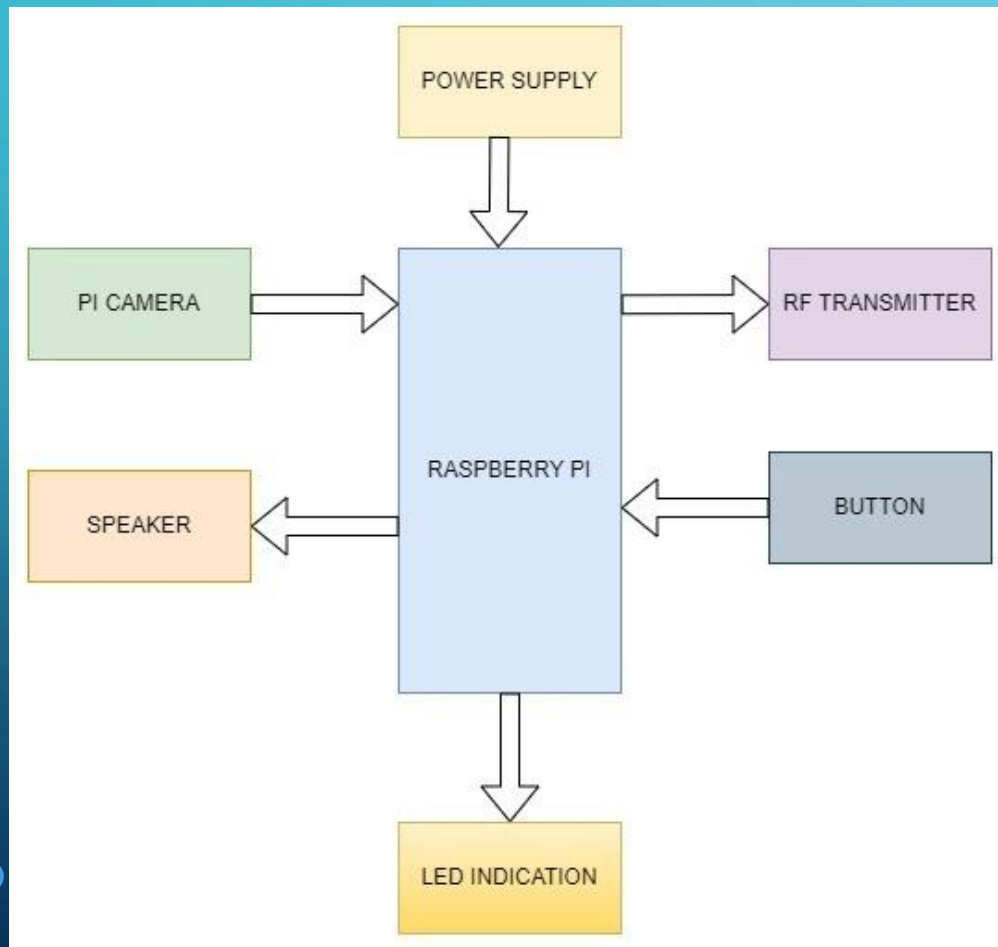 POWER SUPPLY
PI CAMERA
RF TRANSMITTER
RASPBERRY PI
SPEAKER
BUTTON
LED INDICATION